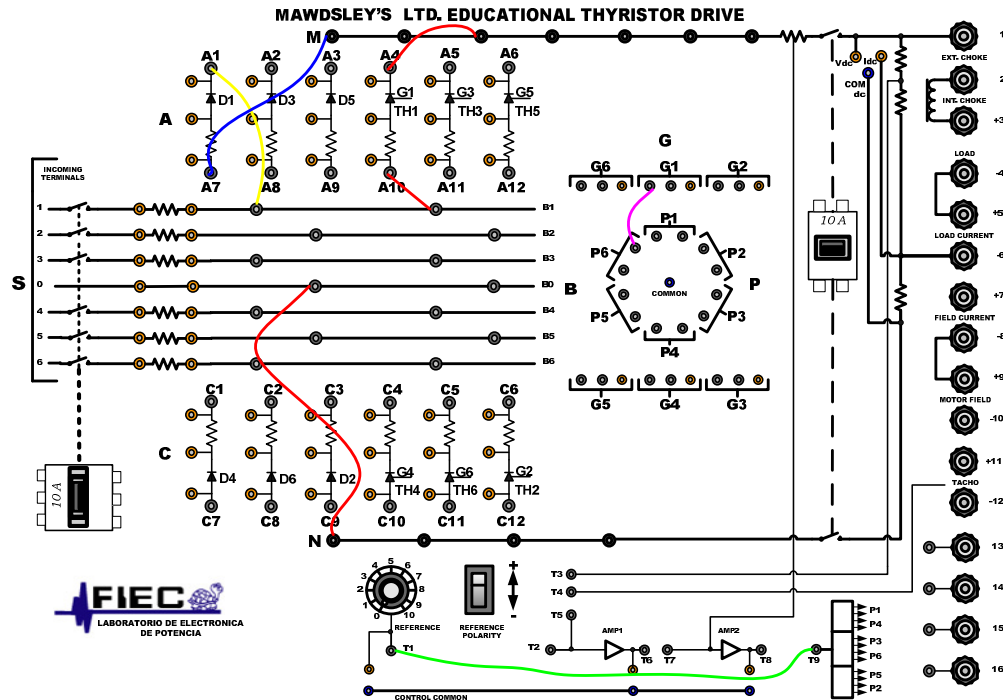 MAWDSLEY'S LTD. EDUCATIONAL THYRISTOR DRIVE
M
1
A1 A2 A3 A4 A5 A6
Vdc Idc
EXT. CHOKE
COM dc
2
D1 D3 D5 G1 TH1 G3 TH3 G5 TH5
INT. CHOKE
A
+3
G
LOAD
S
INCOMING TERMINALS
G6 G1 G2
-4
A7 A8 A9 A10 A11 A12
1 B1
+5
10 A
P1
LOAD CURRENT
2 B2
P6 P2
-6
3 B3
0 B0
B COMMON P
+7
4 B4
P5 P3
FIELD CURRENT
5 B5
-8
P4
6 B6
+9
C1 C2 C3 C4 C5 C6
G5 G4 G3
MOTOR FIELD
-10
C
+11
D4 D6 D2 G4 TH4 G6 TH6 G2 TH2
TACHO
10 A
-12
C7 C8 C9 C10 C11 C12
N
13
T3
5
4 6
3 7
2 8
1 9
0 10
T4
14
FIEC
LABORATORIO DE ELECTRONICA
DE POTENCIA
T5
P1
P4
REFERENCE
REFERENCE POLARITY
+
-
15
AMP1 AMP2
T1 T2 T6 T7 T8 T9
P3
P6
16
P5
P2
CONTROL COMMON